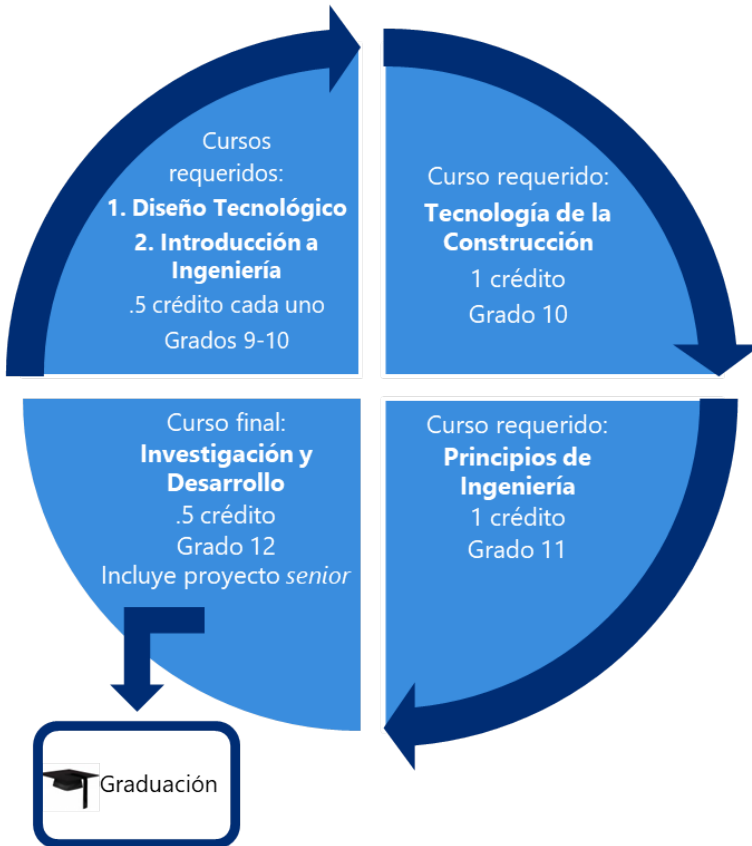 Cursos
requeridos:
1. Diseño Tecnológico
2. Introducción a
Ingeniería
.5 crédito cada uno
Grados 9-10
Curso requerido:
Tecnología de la
Construcción
1 crédito
Grado 10
Curso requerido:
Principios de
Ingeniería
1 crédito
Grado 11
Curso final:
Investigación y
Desarrollo
.5 crédito
Grado 12
Incluye proyecto senior
Graduación